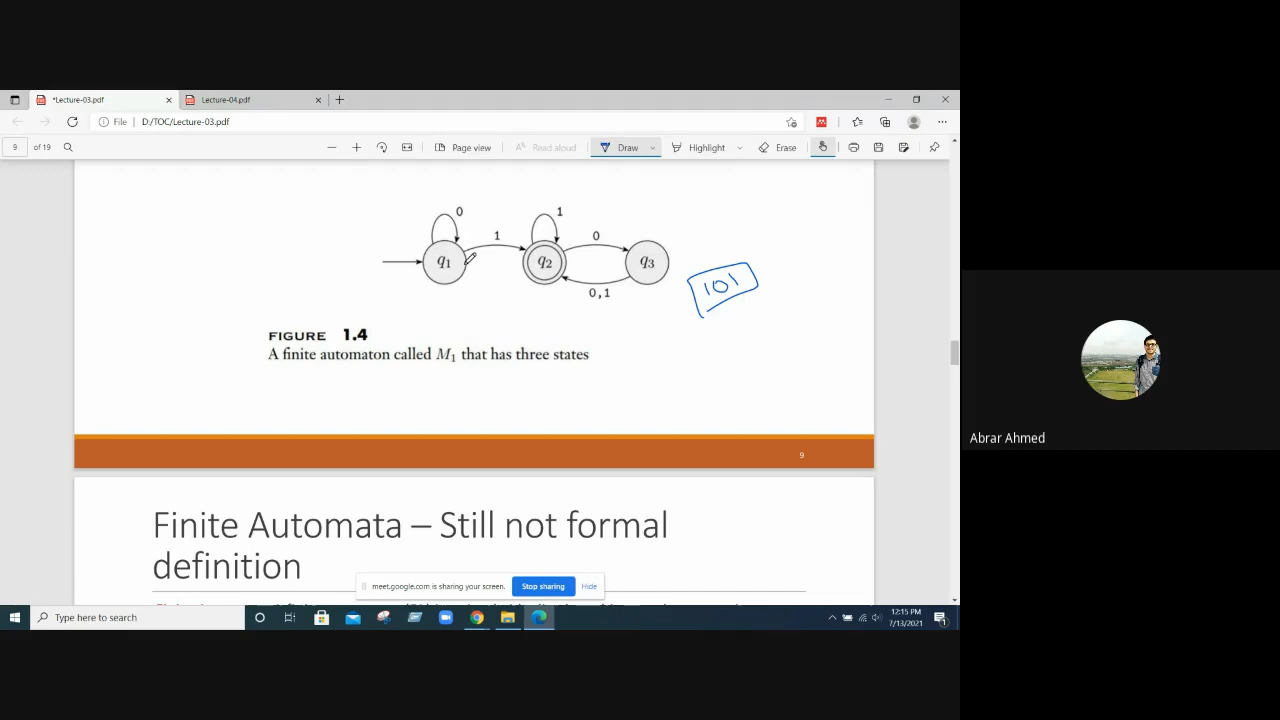 *Lecture-03.pdf
Lecture-04.pdf
File D:/TOC/Lecture-03.pdf
9 of 19 Page view Read aloud Draw Highlight Erase
0
1
1
0
q1
q2
q3
0,1
101
FIGURE 1.4
A finite automaton called M1 that has three states
9
Finite Automata – Still not formal
definition
meet.google.com is sharing your screen. Stop sharing Hide
Type here to search
12:15 PM
7/13/2021
1
Abrar Ahmed